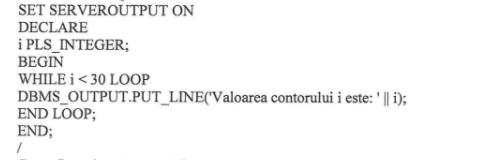 SET SERVEROUTPUT ON
DECLARE
i PLS_INTEGER;
BEGIN
WHILE i < 30 LOOP
DBMS_OUTPUT.PUT_LINE('Valoarea contorului i este: ' || i);
END LOOP;
END;
/